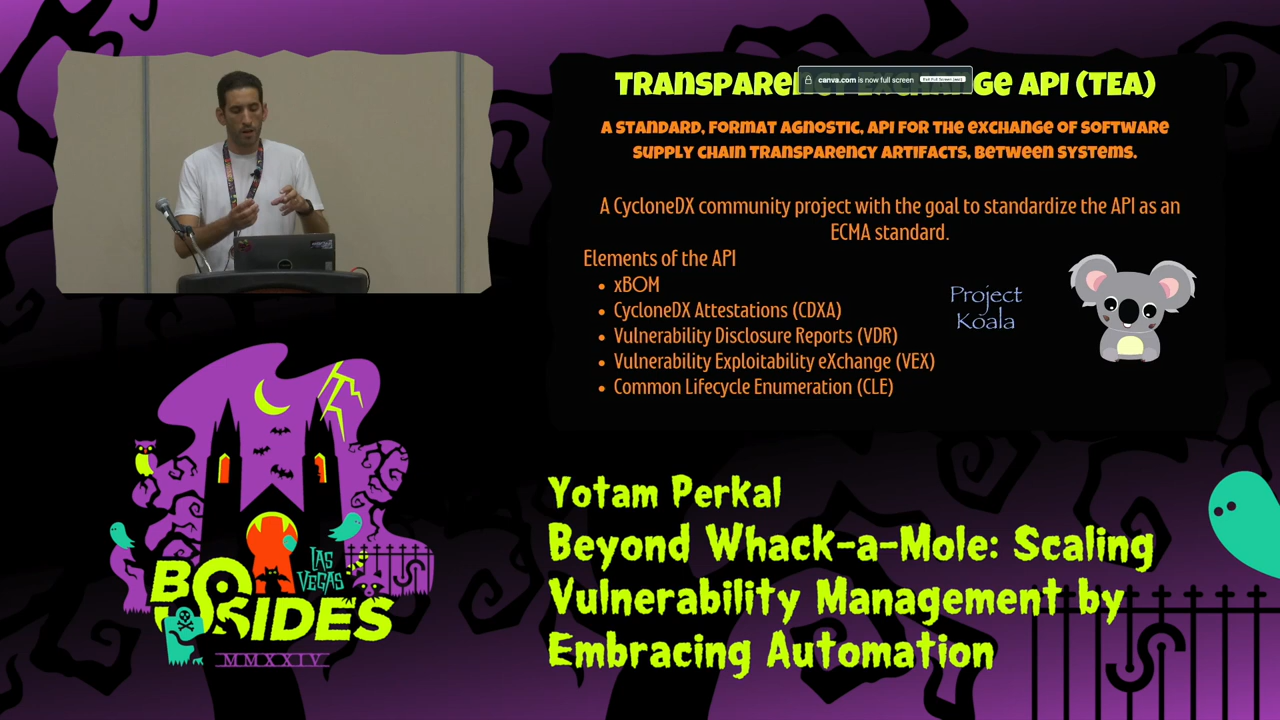 TRANSPARENCY EXCHANGE API (TEA)
canva.com is now full screen
A STANDARD, FORMAT AGNOSTIC, API FOR THE EXCHANGE OF SOFTWARE
SUPPLY CHAIN TRANSPARENCY ARTIFACTS, BETWEEN SYSTEMS.
A CycloneDX community project with the goal to standardize the API as an
ECMA standard.
Elements of the API
• xBOM
• CycloneDX Attestations (CDXA)
• Vulnerability Disclosure Reports (VDR)
• Vulnerability Exploitability eXchange (VEX)
• Common Lifecycle Enumeration (CLE)
Project
Koala
LAS
VEGAS
BSIDES
MMXXIV
Yotam Perkal
Beyond Whack-a-Mole: Scaling
Vulnerability Management by
Embracing Automation